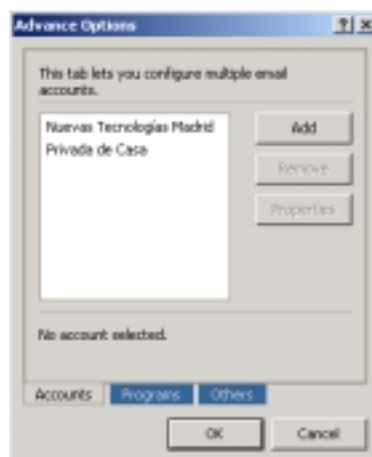 Advance Options
This tab lets you configure multiple email
accounts.
Nuevas Tecnologías Madrid
Privada de Casa
Add
Remove
Properties
No account selected.
Accounts
Programs
Others
OK
Cancel